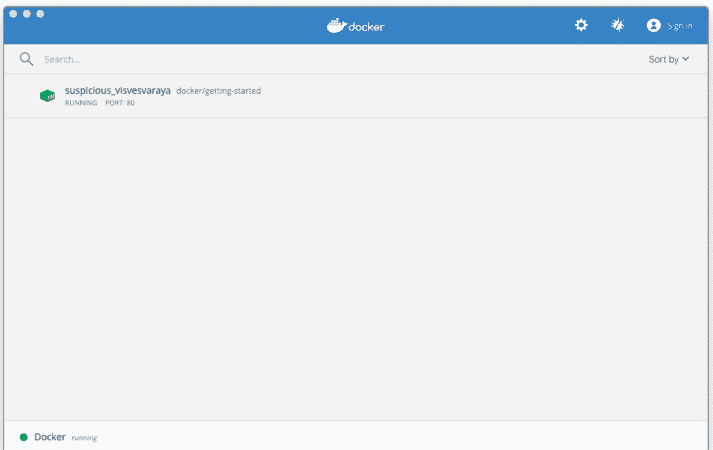 docker
Sign in
Search...
Sort by
suspicious_visvesvaraya docker/getting-started
RUNNING PORT: 80
Docker running